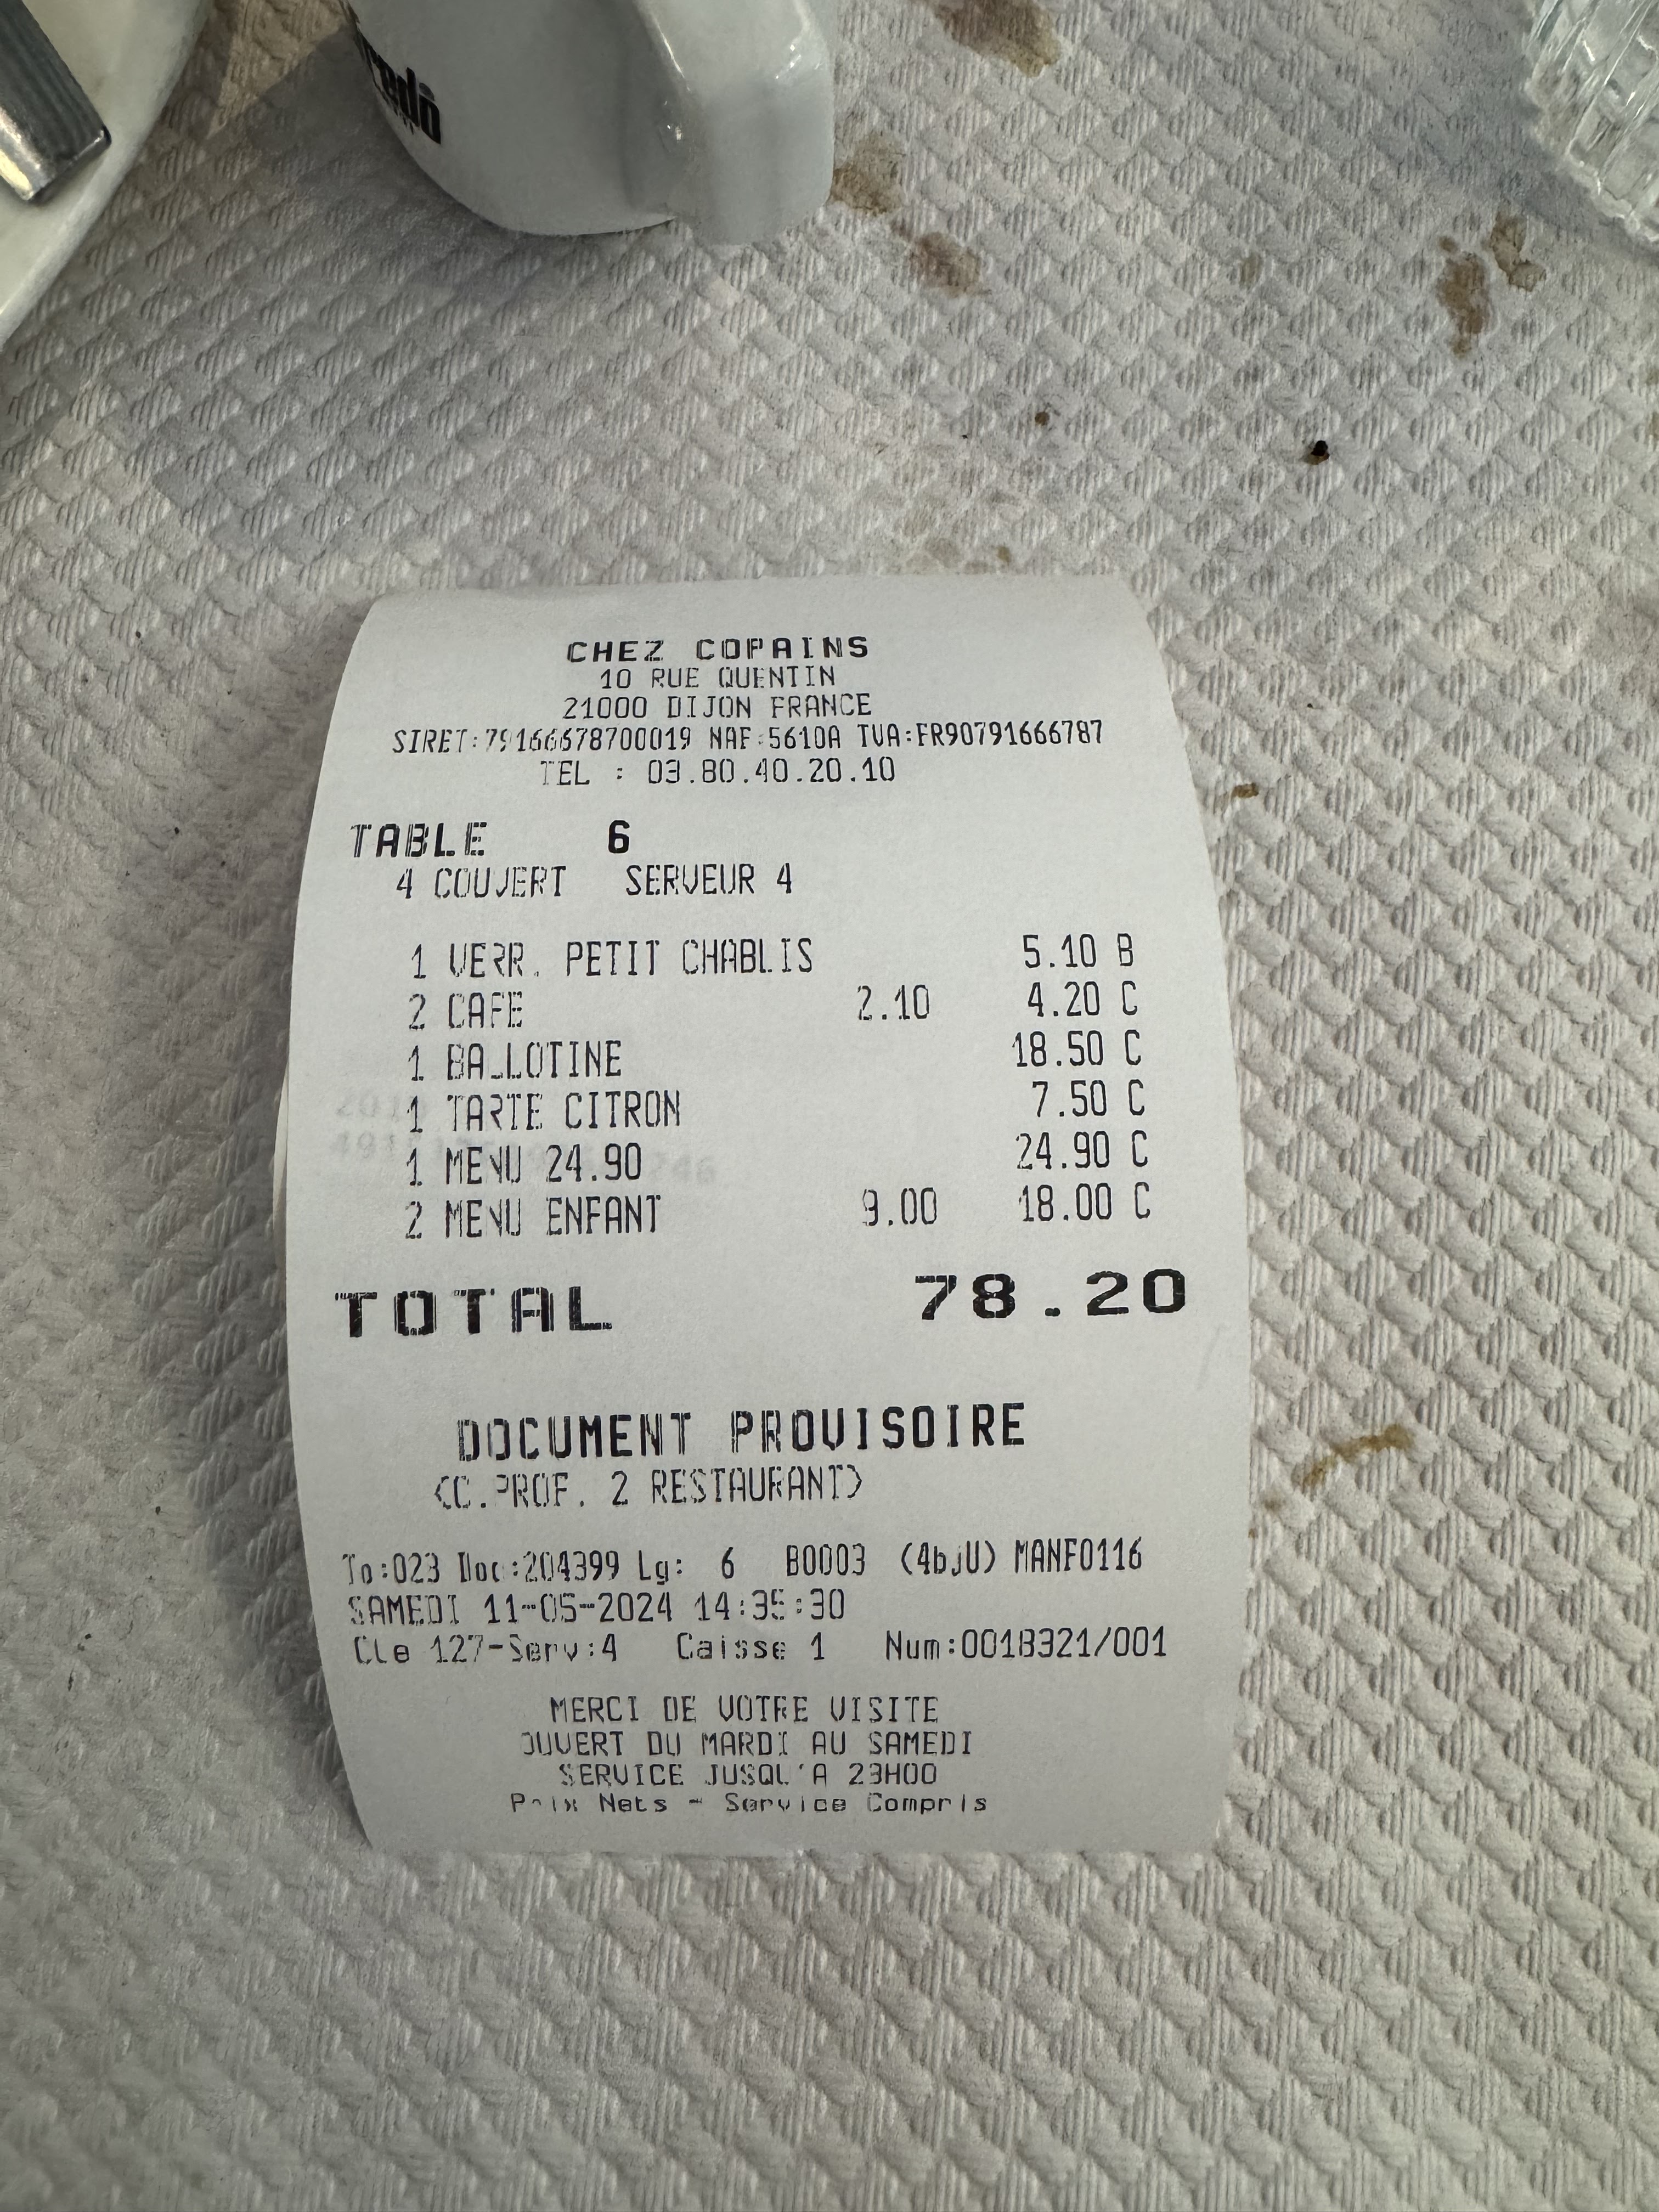 CHEZ COPAINS
10 RUE QUENTIN
21000 DIJON FRANCE
SIRET:79166678700019 NAF:5610A TVA:FR90791666787
TEL : 03.80.40.20.10
TABLE 6
4 COUVERT SERVEUR 4
1 VERR. PETIT CHABLIS 5.10 B
2 CAFE 2.10 4.20 C
1 BALLOTINE 18.50 C
1 TARTE CITRON 7.50 C
1 MENU 24.90 24.90 C
2 MENU ENFANT 9.00 18.00 C
TOTAL 78.20
DOCUMENT PROVISOIRE
<C.PROF. 2 RESTAURANT>
To:023 Doc:204399 Lg: 6 B0003 (4bJU) MANF0116
SAMEDI 11-05-2024 14:35:30
Cle 127-Serv:4 Caisse 1 Num:0018321/001
MERCI DE VOTRE VISITE
OUVERT DU MARDI AU SAMEDI
SERVICE JUSQU'A 23H00
Prix Nets - Service Compris